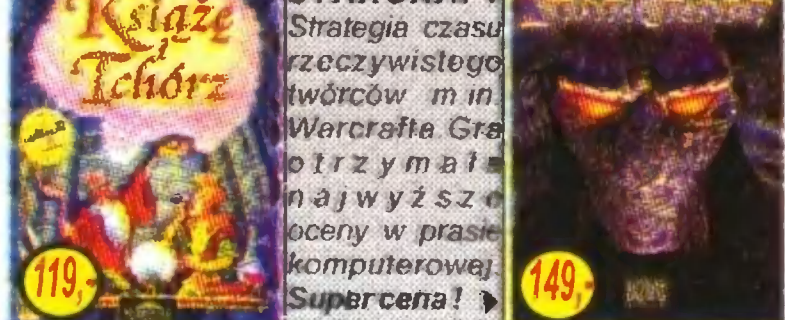 Książę
i
Tchórz
119,-
Strategia czasu
rzeczywistego
twórców m in.
Warcrafta Gra
otrzymała
najwyższe
oceny w prasie
komputerowej.
Supercena!
149,-